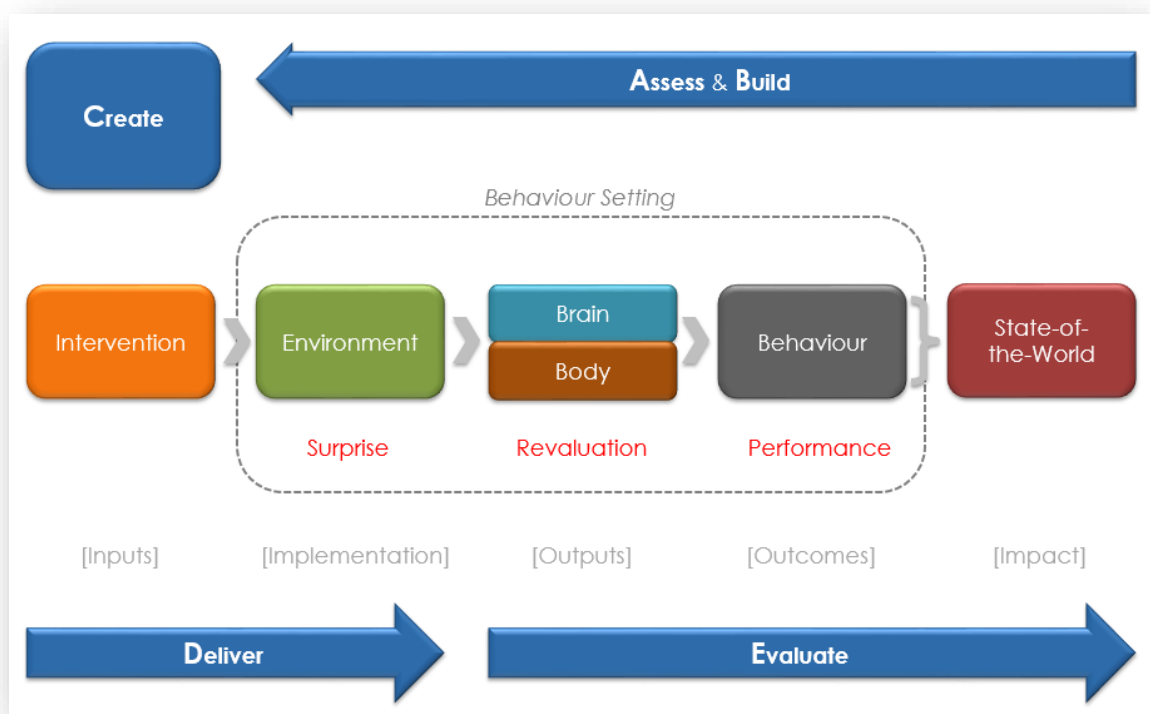 Create
Assess & Build
Behaviour Setting
Intervention
Environment
Brain
Body
Behaviour
State-of-
the-World
Surprise
Revaluation
Performance
[Inputs]
[Implementation]
[Outputs]
[Outcomes]
[Impact]
Deliver
Evaluate